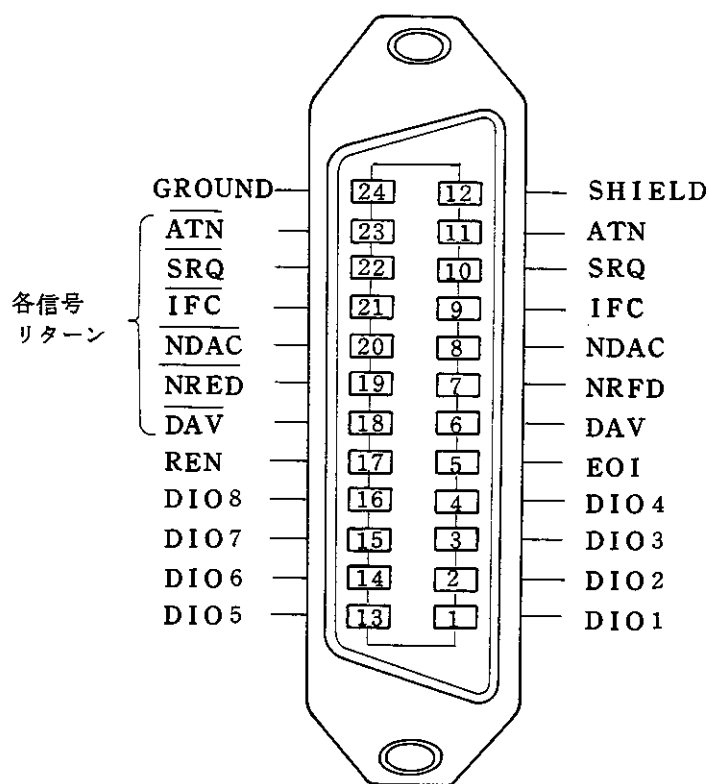 GROUND 24 12 SHIELD
ATN 23 11 ATN
SRQ 22 10 SRQ
各信号
リターン
IFC 21 9 IFC
NDAC 20 8 NDAC
NRED 19 7 NRFD
DAV 18 6 DAV
REN 17 5 EOI
DIO8 16 4 DIO4
DIO7 15 3 DIO3
DIO6 14 2 DIO2
DIO5 13 1 DIO1